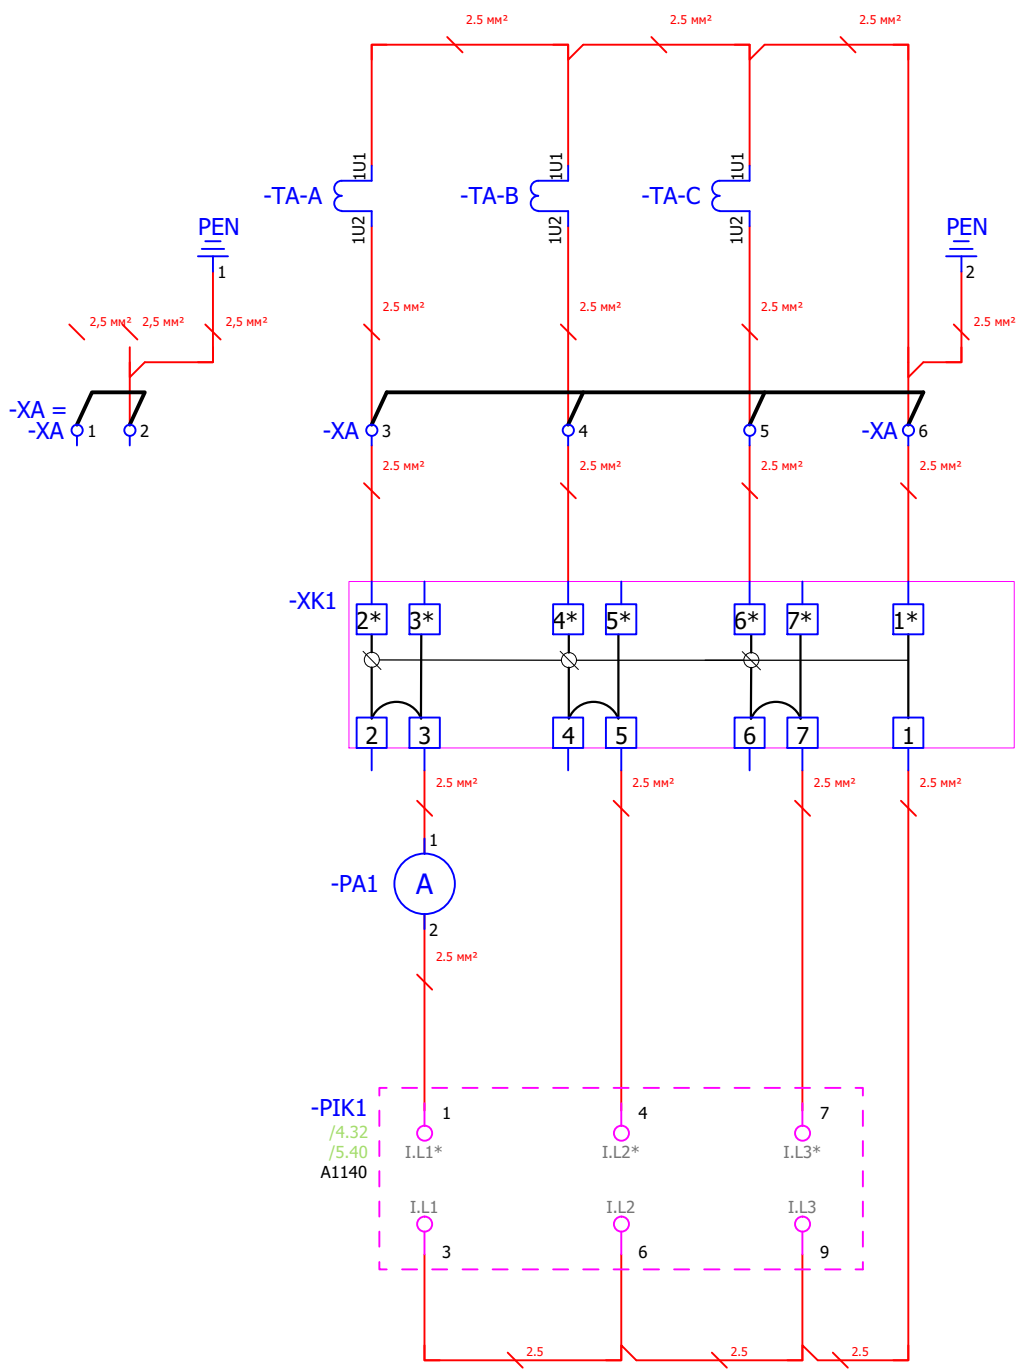 2.5 мм² 2.5 мм² 2.5 мм²
1U1 1U1 1U1
-TA-A -TA-B -TA-C
1U2 1U2 1U2
PEN PEN
1 2
2.5 мм² 2.5 мм² 2.5 мм²
2,5 мм² 2,5 мм² 2,5 мм² 2.5 мм²
-XA =
-XA 1 2 -XA 3 4 5 -XA 6
2.5 мм² 2.5 мм² 2.5 мм² 2.5 мм²
-XK1
2* 3* 4* 5* 6* 7* 1*
2 3 4 5 6 7 1
2.5 мм² 2.5 мм² 2.5 мм² 2.5 мм²
1
-PA1 A
2
2.5 мм²
-PIK1 1 4 7
/4.32
/5.40 I.L1* I.L2* I.L3*
A1140
I.L1 I.L2 I.L3
3 6 9
2.5 2.5 2.5